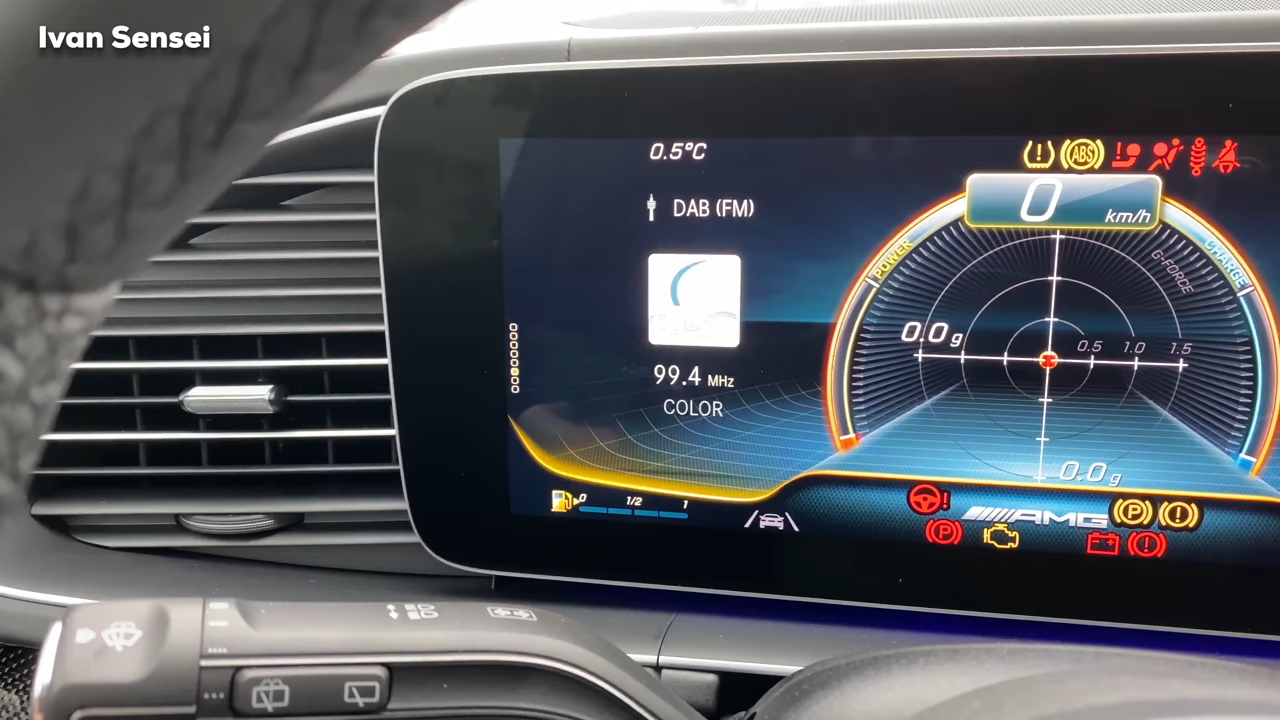 Ivan Sensei
0.5°C
DAB (FM)
99.4 MHz
COLOR
ABS
0 km/h
POWER
CHARGE
G-FORCE
0.0 g
0.5 1.0 1.5
0.0 g
0 1/2 1
AMG
P
P